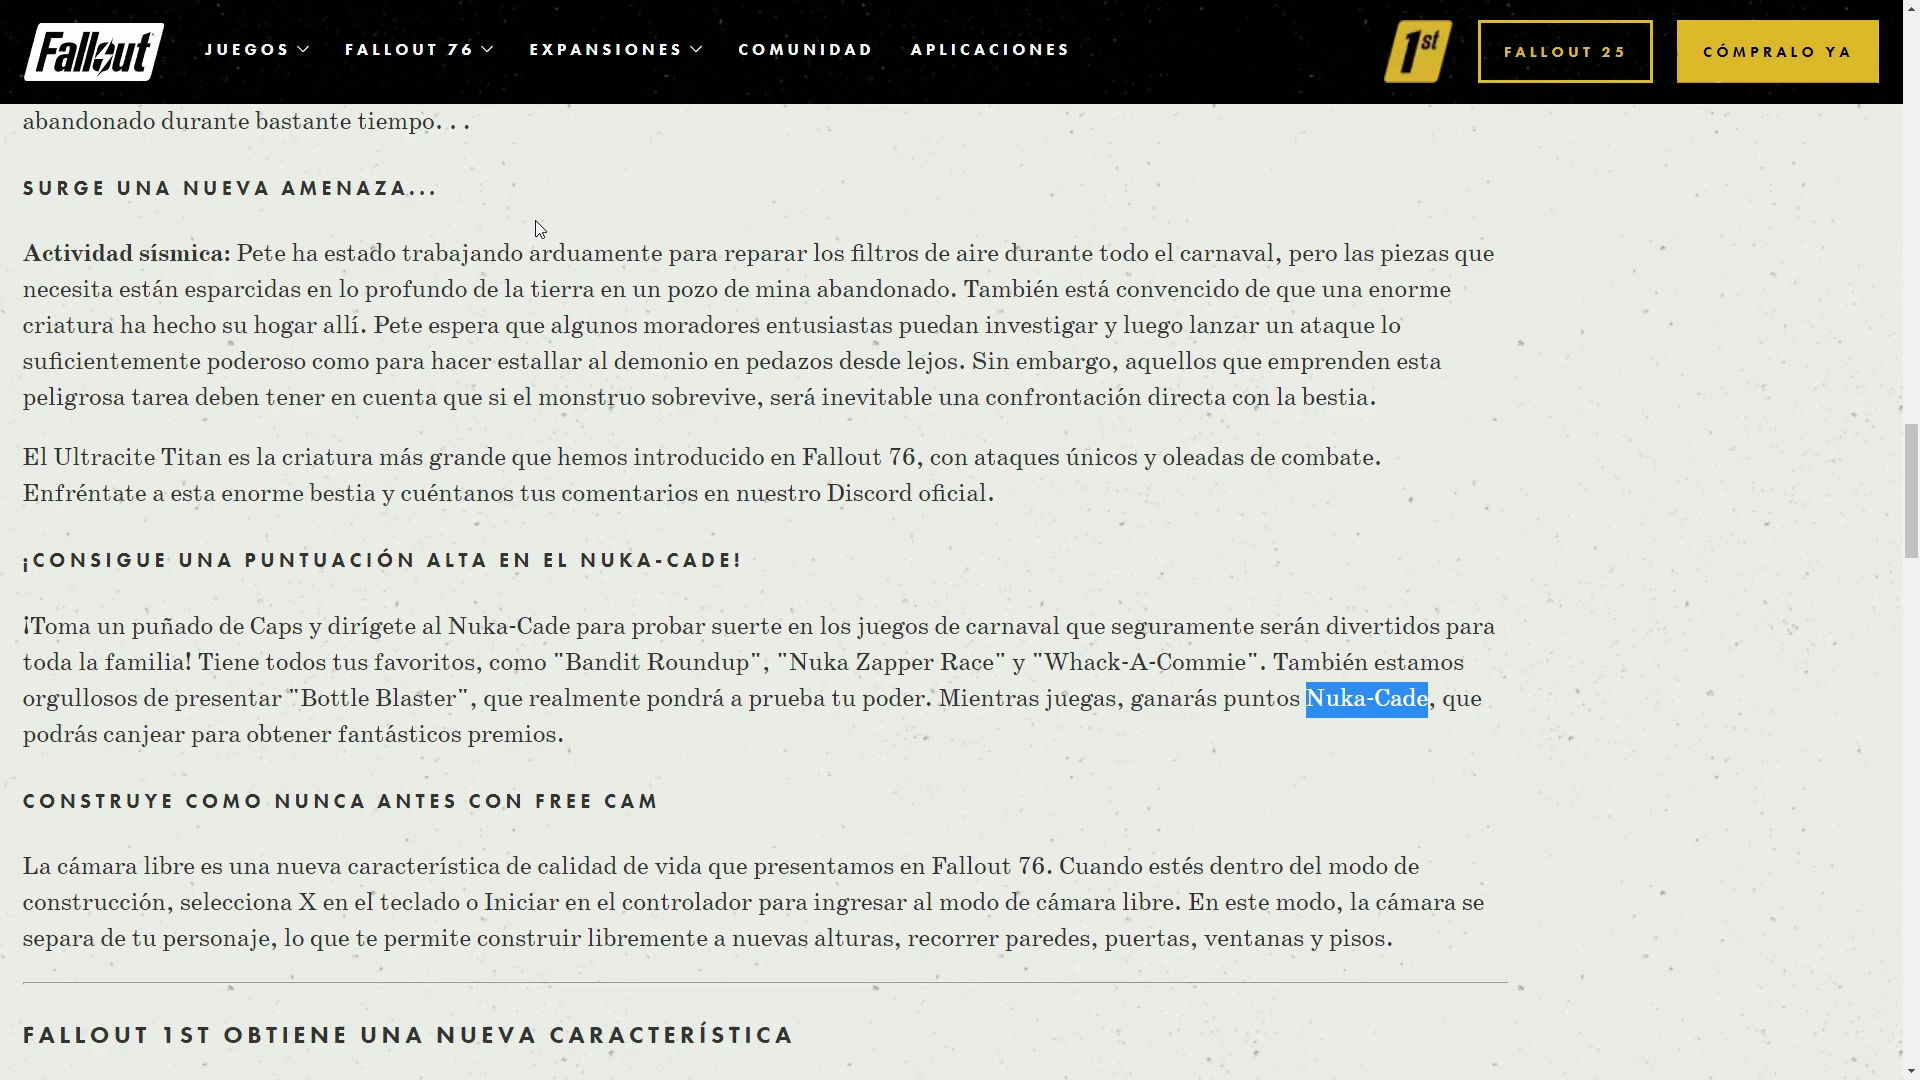 Fallout
JUEGOS
FALLOUT 76
EXPANSIONES
COMUNIDAD
APLICACIONES
1st
FALLOUT 25
CÓMPRALO YA
abandonado durante bastante tiempo. . .
SURGE UNA NUEVA AMENAZA...
Actividad sísmica: Pete ha estado trabajando arduamente para reparar los filtros de aire durante todo el carnaval, pero las piezas que
necesita están esparcidas en lo profundo de la tierra en un pozo de mina abandonado. También está convencido de que una enorme
criatura ha hecho su hogar allí. Pete espera que algunos moradores entusiastas puedan investigar y luego lanzar un ataque lo
suficientemente poderoso como para hacer estallar al demonio en pedazos desde lejos. Sin embargo, aquellos que emprenden esta
peligrosa tarea deben tener en cuenta que si el monstruo sobrevive, será inevitable una confrontación directa con la bestia.
El Ultracite Titan es la criatura más grande que hemos introducido en Fallout 76, con ataques únicos y oleadas de combate.
Enfréntate a esta enorme bestia y cuéntanos tus comentarios en nuestro Discord oficial.
¡CONSIGUE UNA PUNTUACIÓN ALTA EN EL NUKA-CADE!
¡Toma un puñado de Caps y dirígete al Nuka-Cade para probar suerte en los juegos de carnaval que seguramente serán divertidos para
toda la familia! Tiene todos tus favoritos, como "Bandit Roundup", "Nuka Zapper Race" y "Whack-A-Commie". También estamos
orgullosos de presentar "Bottle Blaster", que realmente pondrá a prueba tu poder. Mientras juegas, ganarás puntos Nuka-Cade, que
podrás canjear para obtener fantásticos premios.
CONSTRUYE COMO NUNCA ANTES CON FREE CAM
La cámara libre es una nueva característica de calidad de vida que presentamos en Fallout 76. Cuando estés dentro del modo de
construcción, selecciona X en el teclado o Iniciar en el controlador para ingresar al modo de cámara libre. En este modo, la cámara se
separa de tu personaje, lo que te permite construir libremente a nuevas alturas, recorrer paredes, puertas, ventanas y pisos.
FALLOUT 1ST OBTIENE UNA NUEVA CARACTERÍSTICA